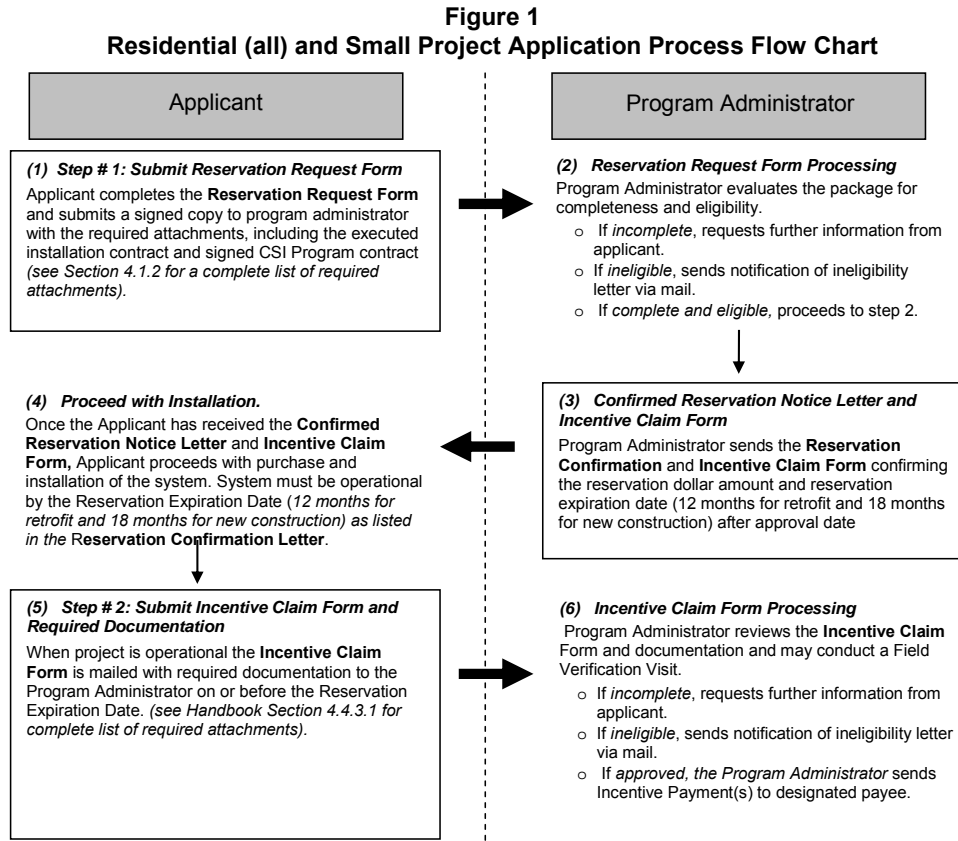 Figure 1
Residential (all) and Small Project Application Process Flow Chart
Applicant
Program Administrator
(1) Step # 1: Submit Reservation Request Form
Applicant completes the Reservation Request Form
and submits a signed copy to program administrator
with the required attachments, including the executed
installation contract and signed CSI Program contract
(see Section 4.1.2 for a complete list of required
attachments).
(2) Reservation Request Form Processing
Program Administrator evaluates the package for
completeness and eligibility.
o If incomplete, requests further information from
applicant.
o If ineligible, sends notification of ineligibility
letter via mail.
o If complete and eligible, proceeds to step 2.
(3) Confirmed Reservation Notice Letter and
Incentive Claim Form
Program Administrator sends the Reservation
Confirmation and Incentive Claim Form confirming
the reservation dollar amount and reservation
expiration date (12 months for retrofit and 18 months
for new construction) after approval date
(4) Proceed with Installation.
Once the Applicant has received the Confirmed
Reservation Notice Letter and Incentive Claim
Form, Applicant proceeds with purchase and
installation of the system. System must be operational
by the Reservation Expiration Date (12 months for
retrofit and 18 months for new construction) as listed
in the Reservation Confirmation Letter.
(5) Step # 2: Submit Incentive Claim Form and
Required Documentation
When project is operational the Incentive Claim
Form is mailed with required documentation to the
Program Administrator on or before the Reservation
Expiration Date. (see Handbook Section 4.4.3.1 for
complete list of required attachments).
(6) Incentive Claim Form Processing
Program Administrator reviews the Incentive Claim
Form and documentation and may conduct a Field
Verification Visit.
o If incomplete, requests further information from
applicant.
o If ineligible, sends notification of ineligibility letter
via mail.
o If approved, the Program Administrator sends
Incentive Payment(s) to designated payee.